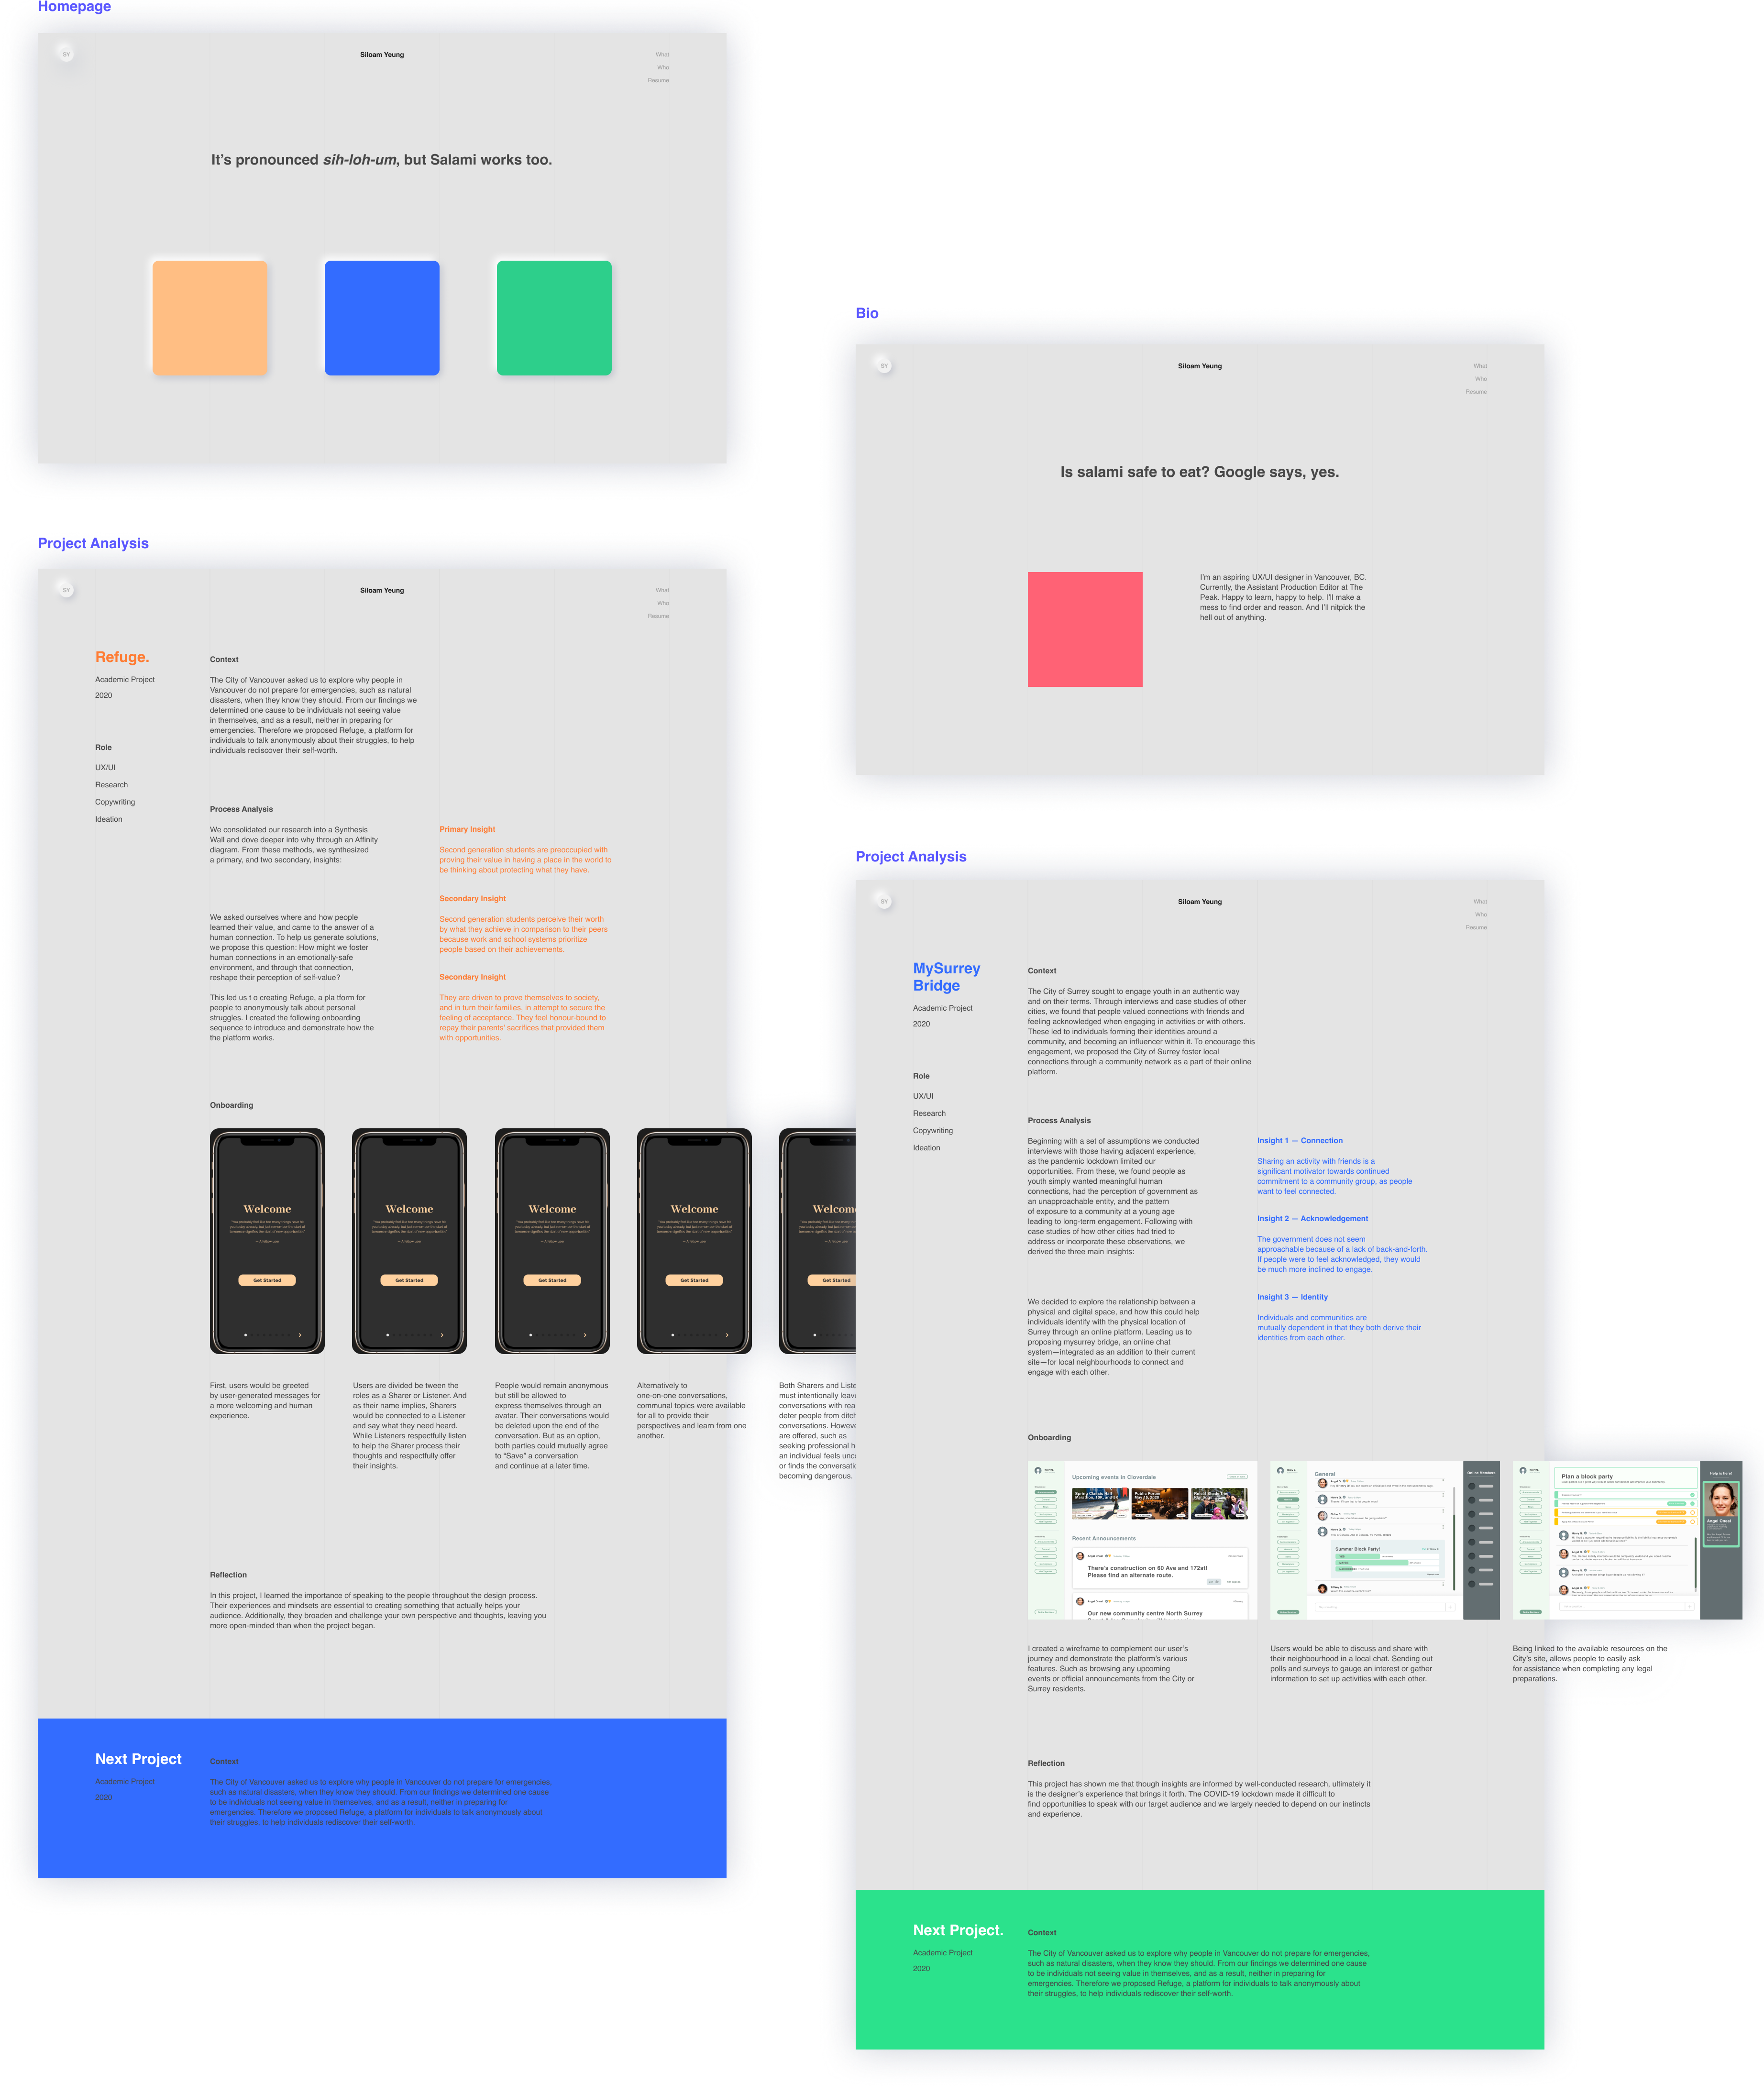 Homepage
SY
Siloam Yeung
What
Who
Resume
It's pronounced sih-loh-um, but Salami works too.
Project Analysis
SY
Siloam Yeung
What
Who
Resume
Refuge.
Academic Project
2020
Role
UX/UI
Research
Copywriting
Ideation
Context
The City of Vancouver asked us to explore why people in
Vancouver do not prepare for emergencies, such as natural
disasters, when they know they should. From our findings we
determined one cause to be individuals not seeing value
in themselves, and as a result, neither in preparing for
emergencies. Therefore we proposed Refuge, a platform for
individuals to talk anonymously about their struggles, to help
individuals rediscover their self-worth.
Process Analysis
We consolidated our research into a Synthesis
Wall and dove deeper into why through an Affinity
diagram. From these methods, we synthesized
a primary, and two secondary, insights:
We asked ourselves where and how people
learned their value, and came to the answer of a
human connection. To help us generate solutions,
we propose this question: How might we foster
human connections in an emotionally-safe
environment, and through that connection,
reshape their perception of self-value?
This led us t o creating Refuge, a pla tform for
people to anonymously talk about personal
struggles. I created the following onboarding
sequence to introduce and demonstrate how the
the platform works.
Primary Insight
Second generation students are preoccupied with
proving their value in having a place in the world to
be thinking about protecting what they have.
Secondary Insight
Second generation students perceive their worth
by what they achieve in comparison to their peers
because work and school systems prioritize
people based on their achievements.
Secondary Insight
They are driven to prove themselves to society,
and in turn their families, in attempt to secure the
feeling of acceptance. They feel honour-bound to
repay their parents' sacrifices that provided them
with opportunities.
Onboarding
Welcome
Get Started
Welcome
Get Started
Welcome
Get Started
Welcome
Get Started
Welcome
Get Started
First, users would be greeted
by user-generated messages for
a more welcoming and human
experience.
Users are divided be tween the
roles as a Sharer or Listener. And
as their name implies, Sharers
would be connected to a Listener
and say what they need heard.
While Listeners respectfully listen
to help the Sharer process their
thoughts and respectfully offer
their insights.
People would remain anonymous
but still be allowed to
express themselves through an
avatar. Their conversations would
be deleted upon the end of the
conversation. But as an option,
both parties could mutually agree
to "Save" a conversation
and continue at a later time.
Alternatively to
one-on-one conversations,
communal topics were available
for all to provide their
perspectives and learn from one
another.
Both Sharers and Liste
must intentionally leav
conversations with rea
deter people from ditch
conversations. Howeve
are offered, such as
seeking professional h
an individual feels unc
or finds the conversatio
becoming dangerous.
Reflection
In this project, I learned the importance of speaking to the people throughout the design process.
Their experiences and mindsets are essential to creating something that actually helps your
audience. Additionally, they broaden and challenge your own perspective and thoughts, leaving you
more open-minded than when the project began.
Next Project
Academic Project
2020
Context
The City of Vancouver asked us to explore why people in Vancouver do not prepare for emergencies,
such as natural disasters, when they know they should. From our findings we determined one cause
to be individuals not seeing value in themselves, and as a result, neither in preparing for
emergencies. Therefore we proposed Refuge, a platform for individuals to talk anonymously about
their struggles, to help individuals rediscover their self-worth.
Bio
SY
Siloam Yeung
What
Who
Resume
Is salami safe to eat? Google says, yes.
I'm an aspiring UX/UI designer in Vancouver, BC.
Currently, the Assistant Production Editor at The
Peak. Happy to learn, happy to help. I'll make a
mess to find order and reason. And I'll nitpick the
hell out of anything.
Project Analysis
SY
Siloam Yeung
What
Who
Resume
MySurrey
Bridge
Academic Project
2020
Role
UX/UI
Research
Copywriting
Ideation
Context
The City of Surrey sought to engage youth in an authentic way
and on their terms. Through interviews and case studies of other
cities, we found that people valued connections with friends and
feeling acknowledged when engaging in activities or with others.
These led to individuals forming their identities around a
community, and becoming an influencer within it. To encourage this
engagement, we proposed the City of Surrey foster local
connections through a community network as a part of their online
platform.
Process Analysis
Beginning with a set of assumptions we conducted
interviews with those having adjacent experience,
as the pandemic lockdown limited our
opportunities. From these, we found people as
youth simply wanted meaningful human
connections, had the perception of government as
an unapproachable entity, and the pattern
of exposure to a community at a young age
leading to long-term engagement. Following with
case studies of how other cities had tried to
address or incorporate these observations, we
derived the three main insights:
We decided to explore the relationship between a
physical and digital space, and how this could help
individuals identify with the physical location of
Surrey through an online platform. Leading us to
proposing mysurrey bridge, an online chat
system—integrated as an addition to their current
site—for local neighbourhoods to connect and
engage with each other.
Insight 1 — Connection
Sharing an activity with friends is a
significant motivator towards continued
commitment to a community group, as people
want to feel connected.
Insight 2 — Acknowledgement
The government does not seem
approachable because of a lack of back-and-forth.
If people were to feel acknowledged, they would
be much more inclined to engage.
Insight 3 — Identity
Individuals and communities are
mutually dependent in that they both derive their
identities from each other.
Onboarding
Upcoming events in Cloverdale
Recent Announcements
There's construction on 60 Ave and 172st!
Please find an alternate route.
Our new community centre North Surrey
General
Summer Block Party!
Online Members
Plan a block party
Help is here!
Angel Oneal
I created a wireframe to complement our user's
journey and demonstrate the platform's various
features. Such as browsing any upcoming
events or official announcements from the City or
Surrey residents.
Users would be able to discuss and share with
their neighbourhood in a local chat. Sending out
polls and surveys to gauge an interest or gather
information to set up activities with each other.
Being linked to the available resources on the
City's site, allows people to easily ask
for assistance when completing any legal
preparations.
Reflection
This project has shown me that though insights are informed by well-conducted research, ultimately it
is the designer's experience that brings it forth. The COVID-19 lockdown made it difficult to
find opportunities to speak with our target audience and we largely needed to depend on our instincts
and experience.
Next Project.
Academic Project
2020
Context
The City of Vancouver asked us to explore why people in Vancouver do not prepare for emergencies,
such as natural disasters, when they know they should. From our findings we determined one cause
to be individuals not seeing value in themselves, and as a result, neither in preparing for
emergencies. Therefore we proposed Refuge, a platform for individuals to talk anonymously about
their struggles, to help individuals rediscover their self-worth.